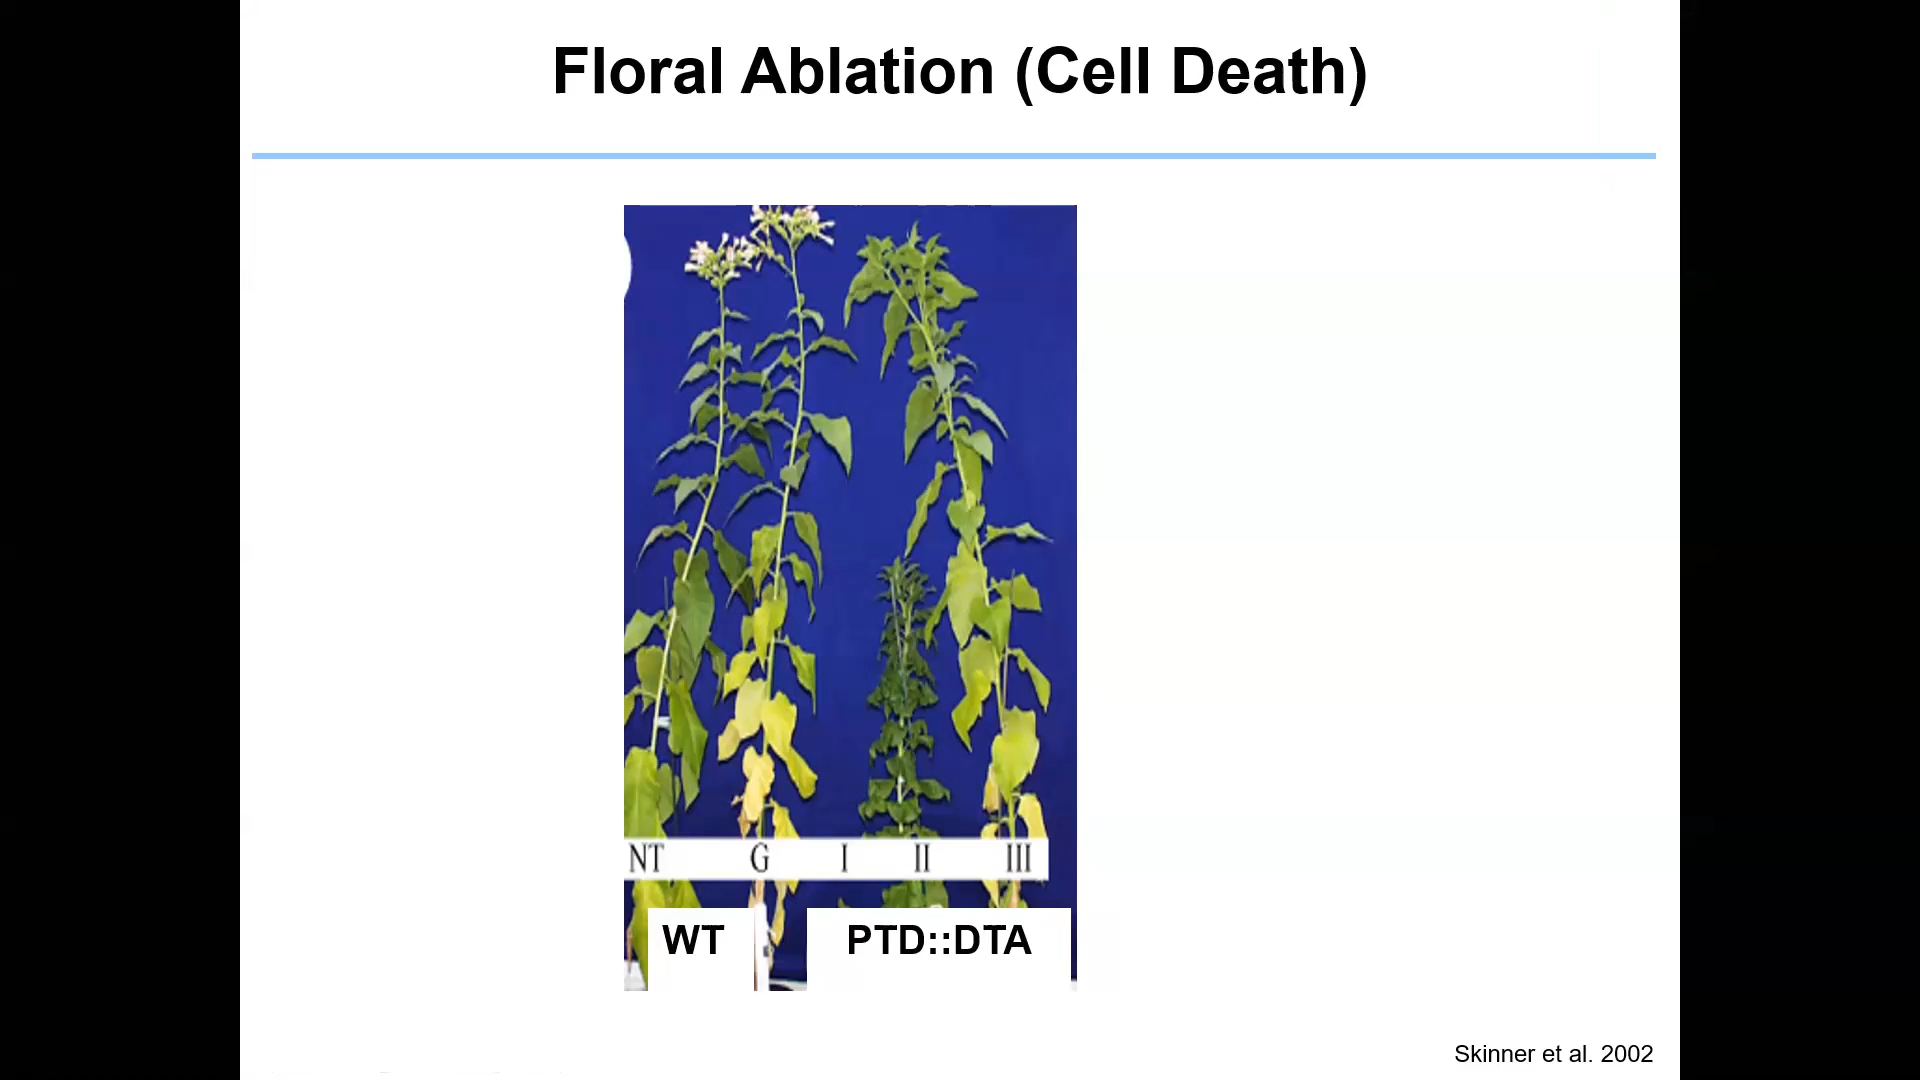 Floral Ablation (Cell Death)
NT G I II III
WT PTD::DTA
Skinner et al. 2002